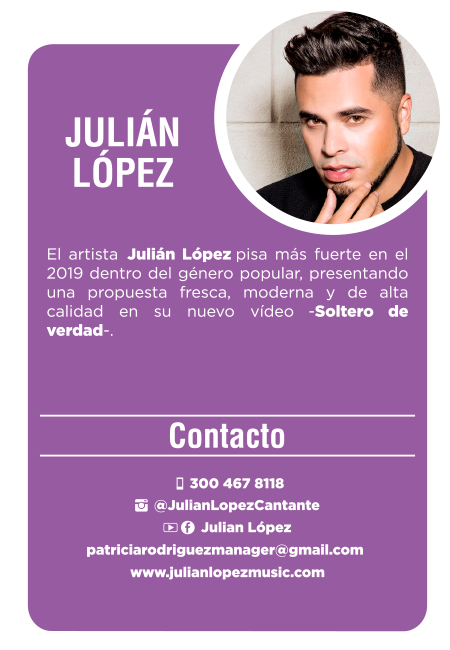 JULIÁN
LÓPEZ
El artista Julián López pisa más fuerte en el
2019 dentro del género popular, presentando
una propuesta fresca, moderna y de alta
calidad en su nuevo vídeo -Soltero de
verdad-.
Contacto
300 467 8118
@JulianLopezCantante
Julian López
patriciarodriguezmanager@gmail.com
www.julianlopezmusic.com